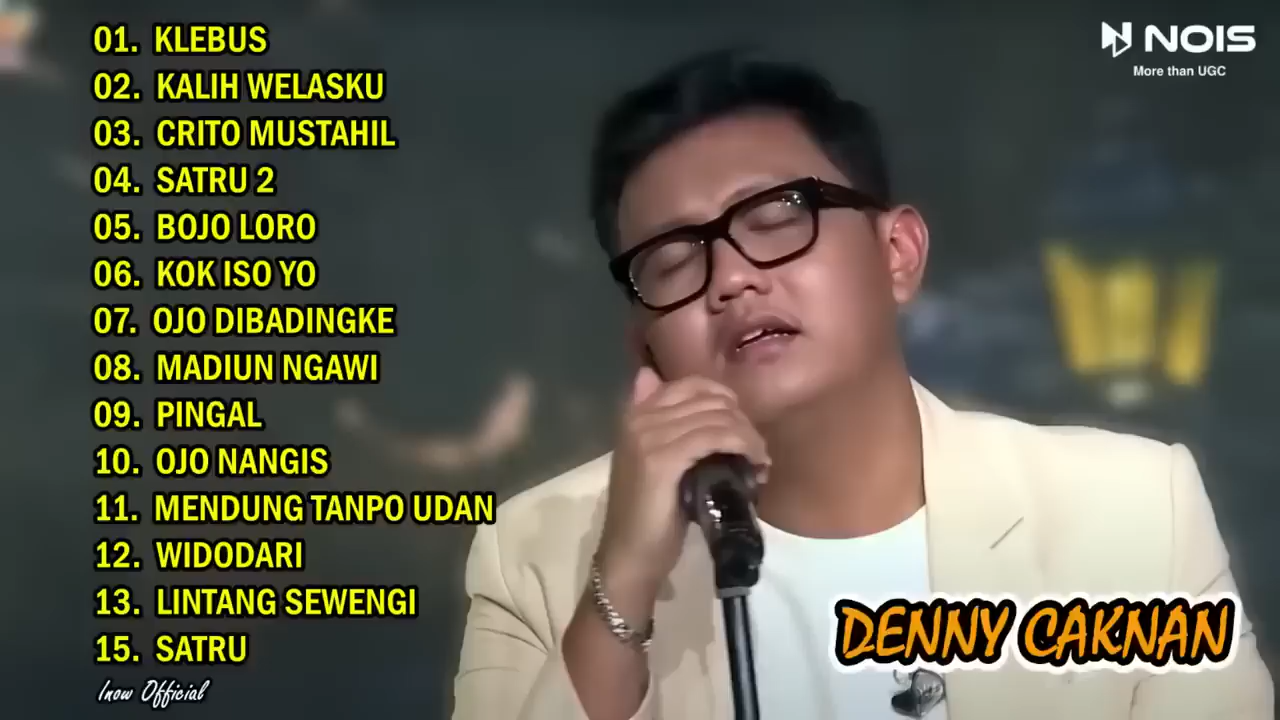 01. KLEBUS
02. KALIH WELASKU
03. CRITO MUSTAHIL
04. SATRU 2
05. BOJO LORO
06. KOK ISO YO
07. OJO DIBADINGKE
08. MADIUN NGAWI
09. PINGAL
10. OJO NANGIS
11. MENDUNG TANPO UDAN
12. WIDODARI
13. LINTANG SEWENGI
15. SATRU
Inow Official
NOIS
More than UGC
DENNY CAKNAN